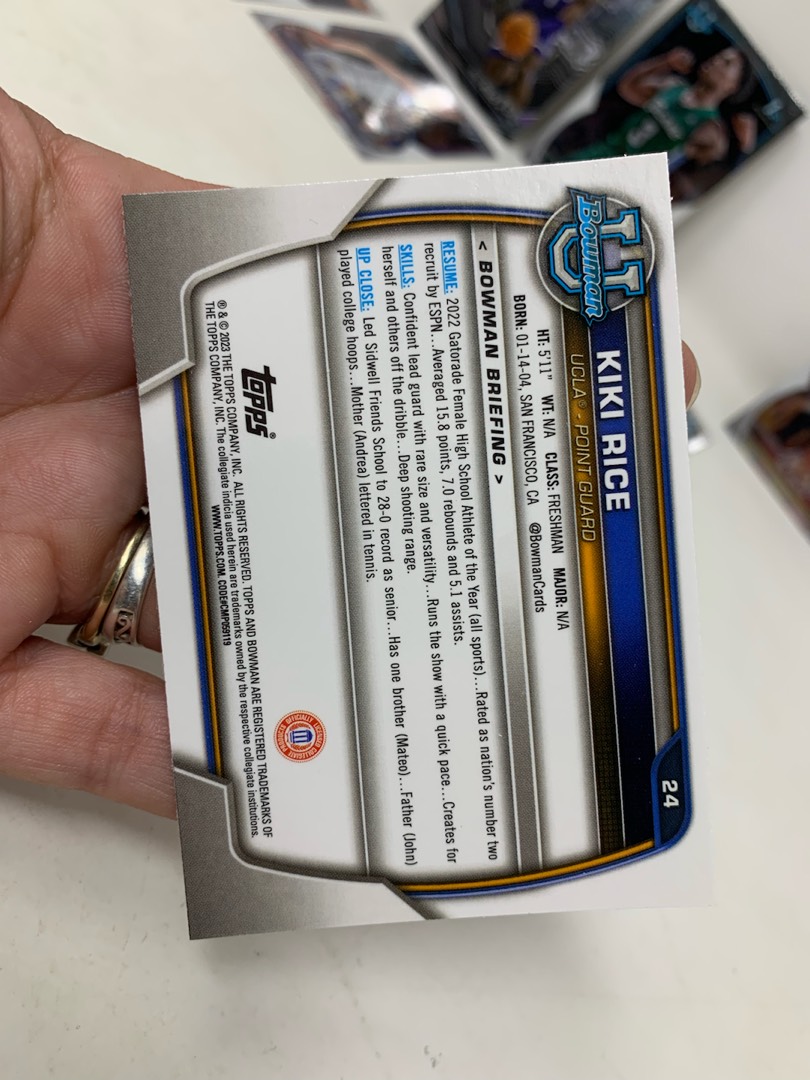 24
U
Bowman
KIKI RICE
UCLA® - POINT GUARD
HT: 5'11" WT: N/A CLASS: FRESHMAN MAJOR: N/A
BORN: 01-14-04, SAN FRANCISCO, CA @BowmanCards
< BOWMAN BRIEFING >
RESUME: 2022 Gatorade Female High School Athlete of the Year (all sports)...Rated as nation's number two
recruit by ESPN...Averaged 15.8 points, 7.0 rebounds and 5.1 assists.
SKILLS: Confident lead guard with rare size and versatility...Runs the show with a quick pace...Creates for
herself and others off the dribble...Deep shooting range.
UP CLOSE: Led Sidwell Friends School to 28-0 record as senior...Has one brother (Mateo)...Father (John)
played college hoops...Mother (Andrea) lettered in tennis.
topps®
OFFICIALLY LICENSED COLLEGIATE PRODUCTS
® & © 2023 THE TOPPS COMPANY, INC. ALL RIGHTS RESERVED. TOPPS AND BOWMAN ARE REGISTERED TRADEMARKS OF
THE TOPPS COMPANY, INC. The collegiate indicia used herein are trademarks owned by the respective collegiate institutions.
WWW.TOPPS.COM. CODE#CMP059119